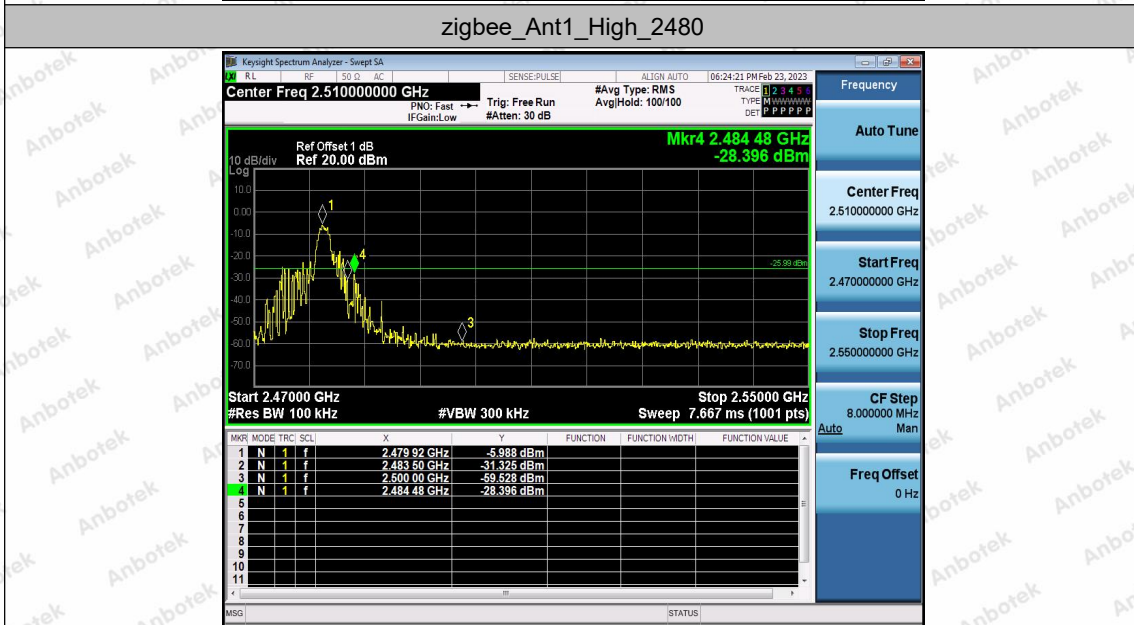 zigbee_Ant1_High_2480
Keysight Spectrum Analyzer - Swept SA
LXI RL RF 50 Ω AC SENSE:PULSE ALIGN AUTO 06:24:21 PM Feb 23, 2023
Center Freq 2.510000000 GHz
PNO: Fast
IFGain:Low
Trig: Free Run
#Atten: 30 dB
#Avg Type: RMS
Avg|Hold: 100/100
TRACE 1 2 3 4 5 6
TYPE M W W W W W
DET P P P P P P
Frequency
Auto Tune
Center Freq
2.510000000 GHz
Start Freq
2.470000000 GHz
Stop Freq
2.550000000 GHz
CF Step
8.000000 MHz
Auto Man
Freq Offset
0 Hz
Mkr4 2.484 48 GHz
-28.396 dBm
Ref Offset 1 dB
10 dB/div Ref 20.00 dBm
Log
10.0
0.00
-10.0
-20.0
-30.0
-40.0
-50.0
-60.0
-70.0
1
4
3
-25.99 dBm
Start 2.47000 GHz Stop 2.55000 GHz
#Res BW 100 kHz #VBW 300 kHz Sweep 7.667 ms (1001 pts)
MKR MODE TRC SCL X Y FUNCTION FUNCTION WIDTH FUNCTION VALUE
1 N 1 f 2.479 92 GHz -5.988 dBm
2 N 1 f 2.483 50 GHz -31.325 dBm
3 N 1 f 2.500 00 GHz -59.528 dBm
4 N 1 f 2.484 48 GHz -28.396 dBm
5
6
7
8
9
10
11
MSG STATUS
Anbotek